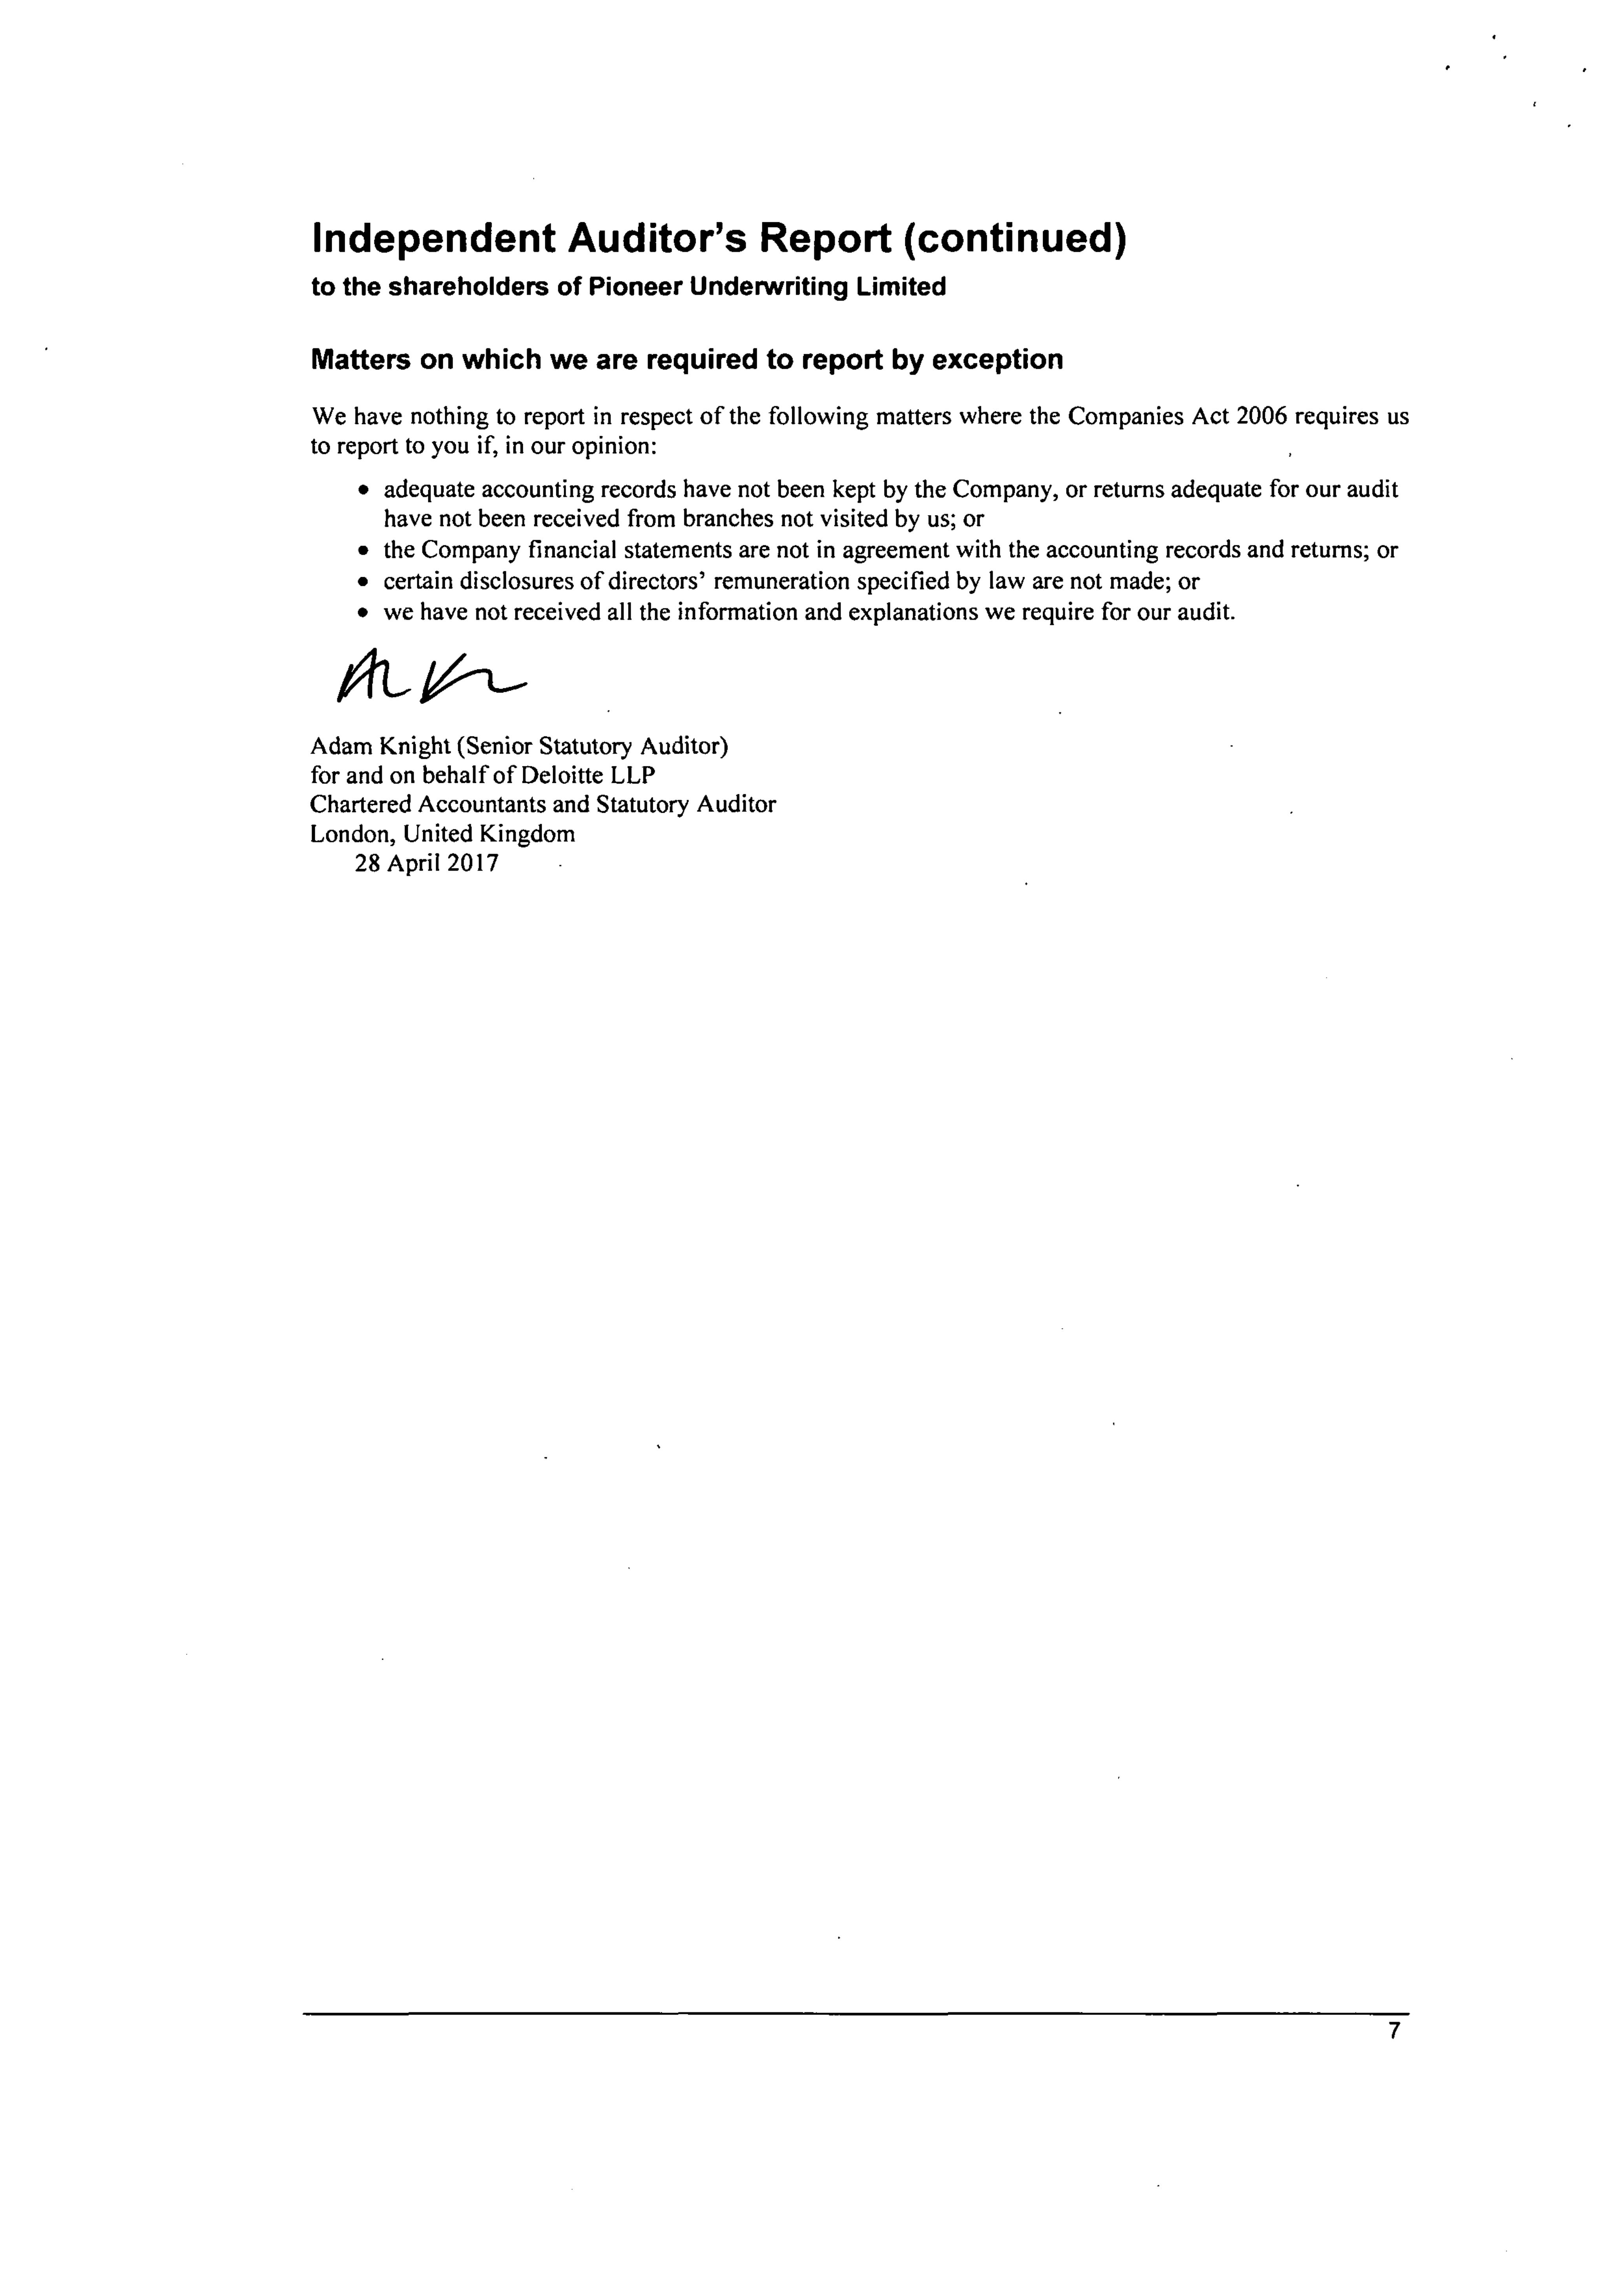 Independent Auditor's Report (continued)
to the shareholders of Pioneer Underwriting Limited
Matters on which we are required to report by exception
We have nothing to report in respect of the following matters where the Companies Act 2006 requires us
to report to you if, in our opinion:
• adequate accounting records have not been kept by the Company, or returns adequate for our audit
have not been received from branches not visited by us; or
• the Company financial statements are not in agreement with the accounting records and returns; or
• certain disclosures of directors' remuneration specified by law are not made; or
• we have not received all the information and explanations we require for our audit.
Adam Knight (Senior Statutory Auditor)
for and on behalf of Deloitte LLP
Chartered Accountants and Statutory Auditor
London, United Kingdom
28 April 2017
7